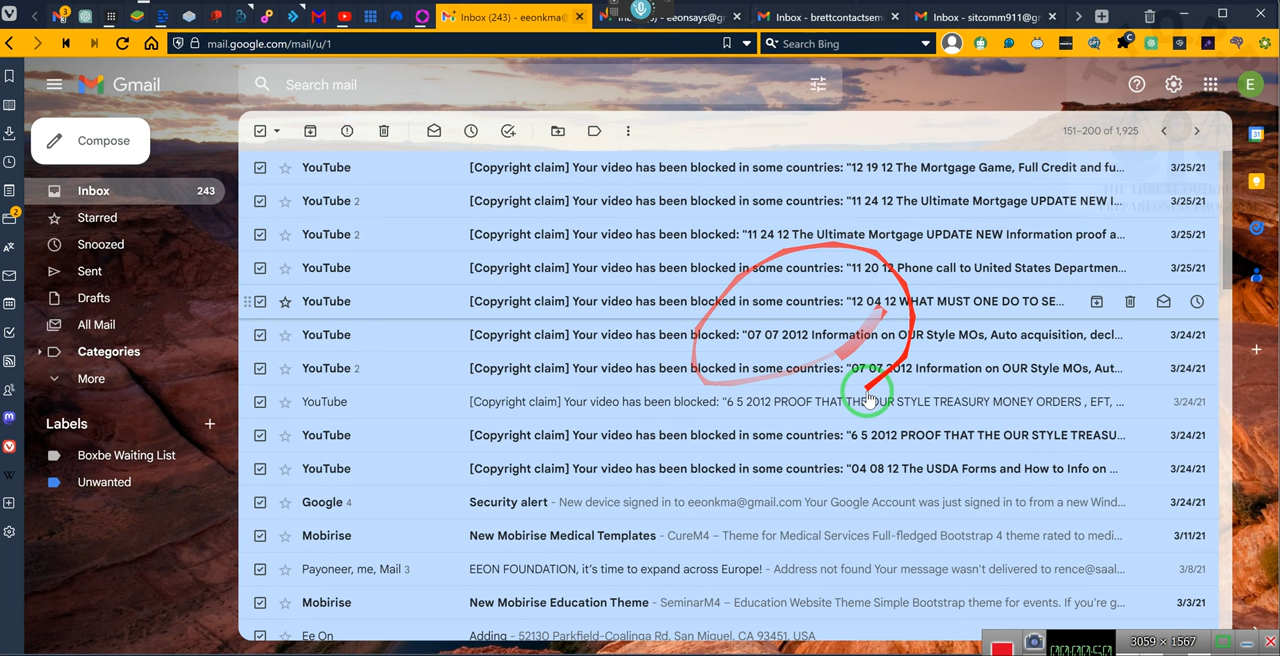 Inbox (243) - eeonkma@
eeonsays@g
Inbox - brettcontactsem
Inbox - sitcomm911@g
mail.google.com/mail/u/1
Search Bing
Gmail
Search mail
E
Compose
151–200 of 1,925
Inbox 243
Starred
Snoozed
Sent
Drafts
All Mail
Categories
More
Labels
Boxbe Waiting List
Unwanted
YouTube [Copyright claim] Your video has been blocked in some countries: "12 19 12 The Mortgage Game, Full Credit and fu... 3/25/21
YouTube 2 [Copyright claim] Your video has been blocked in some countries: "11 24 12 The Ultimate Mortgage UPDATE NEW I... 3/25/21
YouTube 2 [Copyright claim] Your video has been blocked: "11 24 12 The Ultimate Mortgage UPDATE NEW Information proof a... 3/25/21
YouTube [Copyright claim] Your video has been blocked in some countries: "11 20 12 Phone call to United States Departmen... 3/25/21
YouTube [Copyright claim] Your video has been blocked in some countries: "12 04 12 WHAT MUST ONE DO TO SE...
YouTube [Copyright claim] Your video has been blocked: "07 07 2012 Information on OUR Style MOs, Auto acquisition, decl... 3/24/21
YouTube 2 [Copyright claim] Your video has been blocked in some countries: "07 07 2012 Information on OUR Style MOs, Aut... 3/24/21
YouTube [Copyright claim] Your video has been blocked: "6 5 2012 PROOF THAT THE OUR STYLE TREASURY MONEY ORDERS , EFT, ... 3/24/21
YouTube [Copyright claim] Your video has been blocked in some countries: "6 5 2012 PROOF THAT THE OUR STYLE TREASU... 3/24/21
YouTube [Copyright claim] Your video has been blocked in some countries: "04 08 12 The USDA Forms and How to Info on ... 3/24/21
Google 4 Security alert - New device signed in to eeonkma@gmail.com Your Google Account was just signed in to from a new Wind... 3/24/21
Mobirise New Mobirise Medical Templates - CureM4 – Theme for Medical Services Full-fledged Bootstrap 4 theme rated to medi... 3/11/21
Payoneer, me, Mail 3 EEON FOUNDATION, it's time to expand across Europe! - Address not found Your message wasn't delivered to rence@saal... 3/8/21
Mobirise New Mobirise Education Theme - SeminarM4 – Education Website Theme Simple Bootstrap theme for events. If you're g... 3/3/21
Ee On Adding - 52130 Parkfield-Coalinga Rd, San Miguel, CA 93451, USA
3059 × 1567